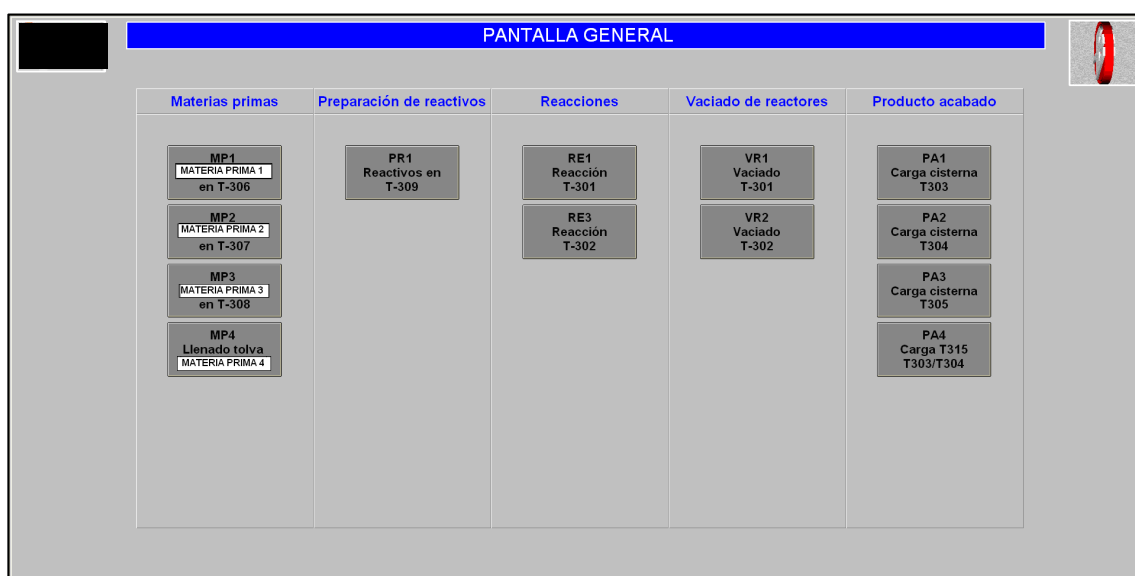 PANTALLA GENERAL
Materias primas
MP1
MATERIA PRIMA 1
en T-306
MP2
MATERIA PRIMA 2
en T-307
MP3
MATERIA PRIMA 3
en T-308
MP4
Llenado tolva
MATERIA PRIMA 4
Preparación de reactivos
PR1
Reactivos en
T-309
Reacciones
RE1
Reacción
T-301
RE3
Reacción
T-302
Vaciado de reactores
VR1
Vaciado
T-301
VR2
Vaciado
T-302
Producto acabado
PA1
Carga cisterna
T303
PA2
Carga cisterna
T304
PA3
Carga cisterna
T305
PA4
Carga T315
T303/T304